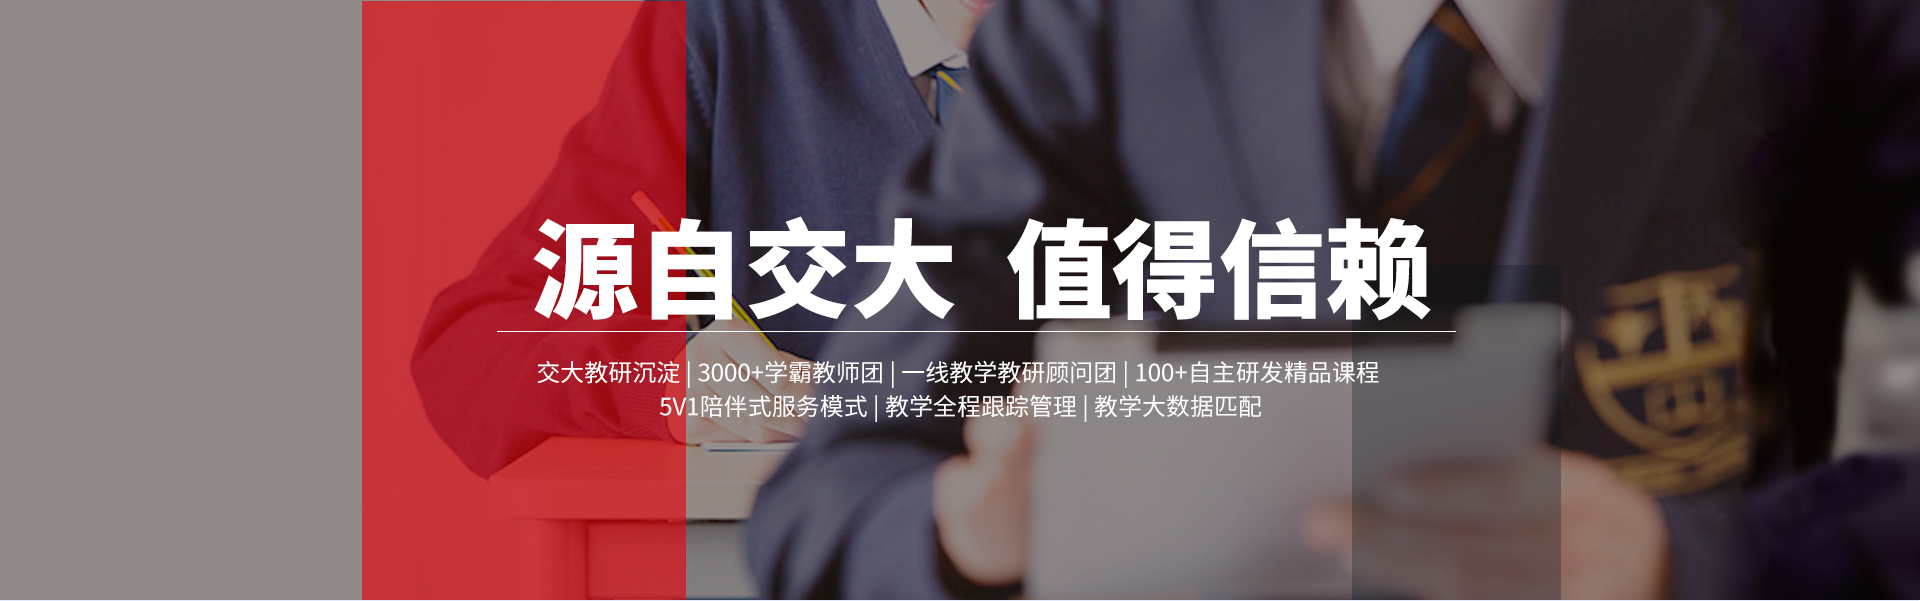 源自交大 值得信赖
交大教研沉淀 | 3000+学霸教师团 | 一线教学教研顾问团 | 100+自主研发精品课程
5V1陪伴式服务模式 | 教学全程跟踪管理 | 教学大数据匹配